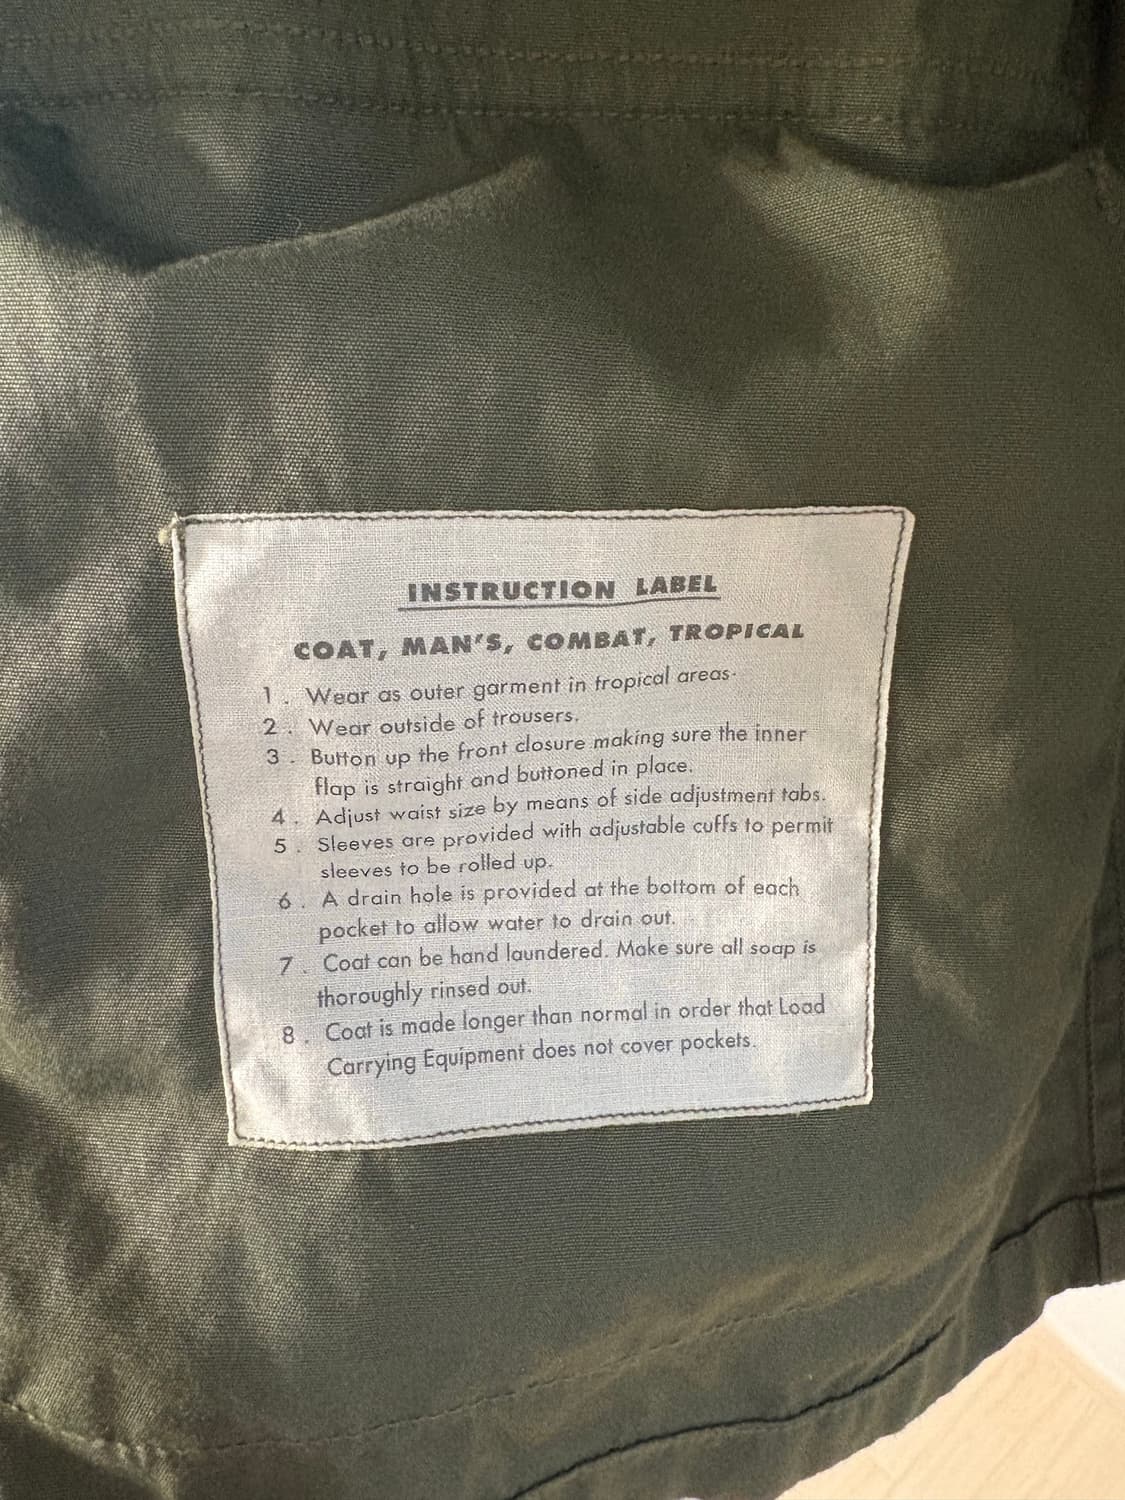 INSTRUCTION LABEL
COAT, MAN'S, COMBAT, TROPICAL
1. Wear as outer garment in tropical areas.
2. Wear outside of trousers.
3. Button up the front closure making sure the inner
flap is straight and buttoned in place.
4. Adjust waist size by means of side adjustment tabs.
5. Sleeves are provided with adjustable cuffs to permit
sleeves to be rolled up.
6. A drain hole is provided at the bottom of each
pocket to allow water to drain out.
7. Coat can be hand laundered. Make sure all soap is
thoroughly rinsed out.
8. Coat is made longer than normal in order that Load
Carrying Equipment does not cover pockets.